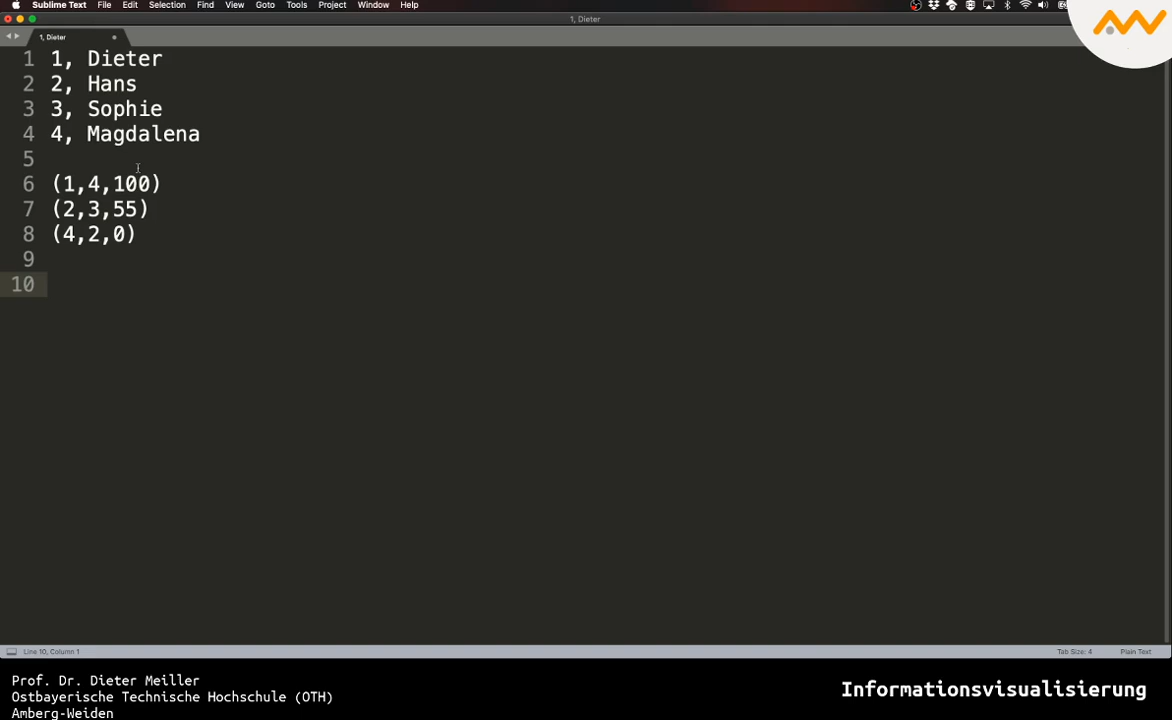 Sublime Text File Edit Selection Find View Goto Tools Project Window Help
1, Dieter
1, Dieter
1 1, Dieter
2 2, Hans
3 3, Sophie
4 4, Magdalena
5
6 (1,4,100)
7 (2,3,55)
8 (4,2,0)
9
10
Line 10, Column 1 Tab Size: 4 Plain Text
Prof. Dr. Dieter Meiller
Ostbayerische Technische Hochschule (OTH)
Amberg-Weiden
Informationsvisualisierung